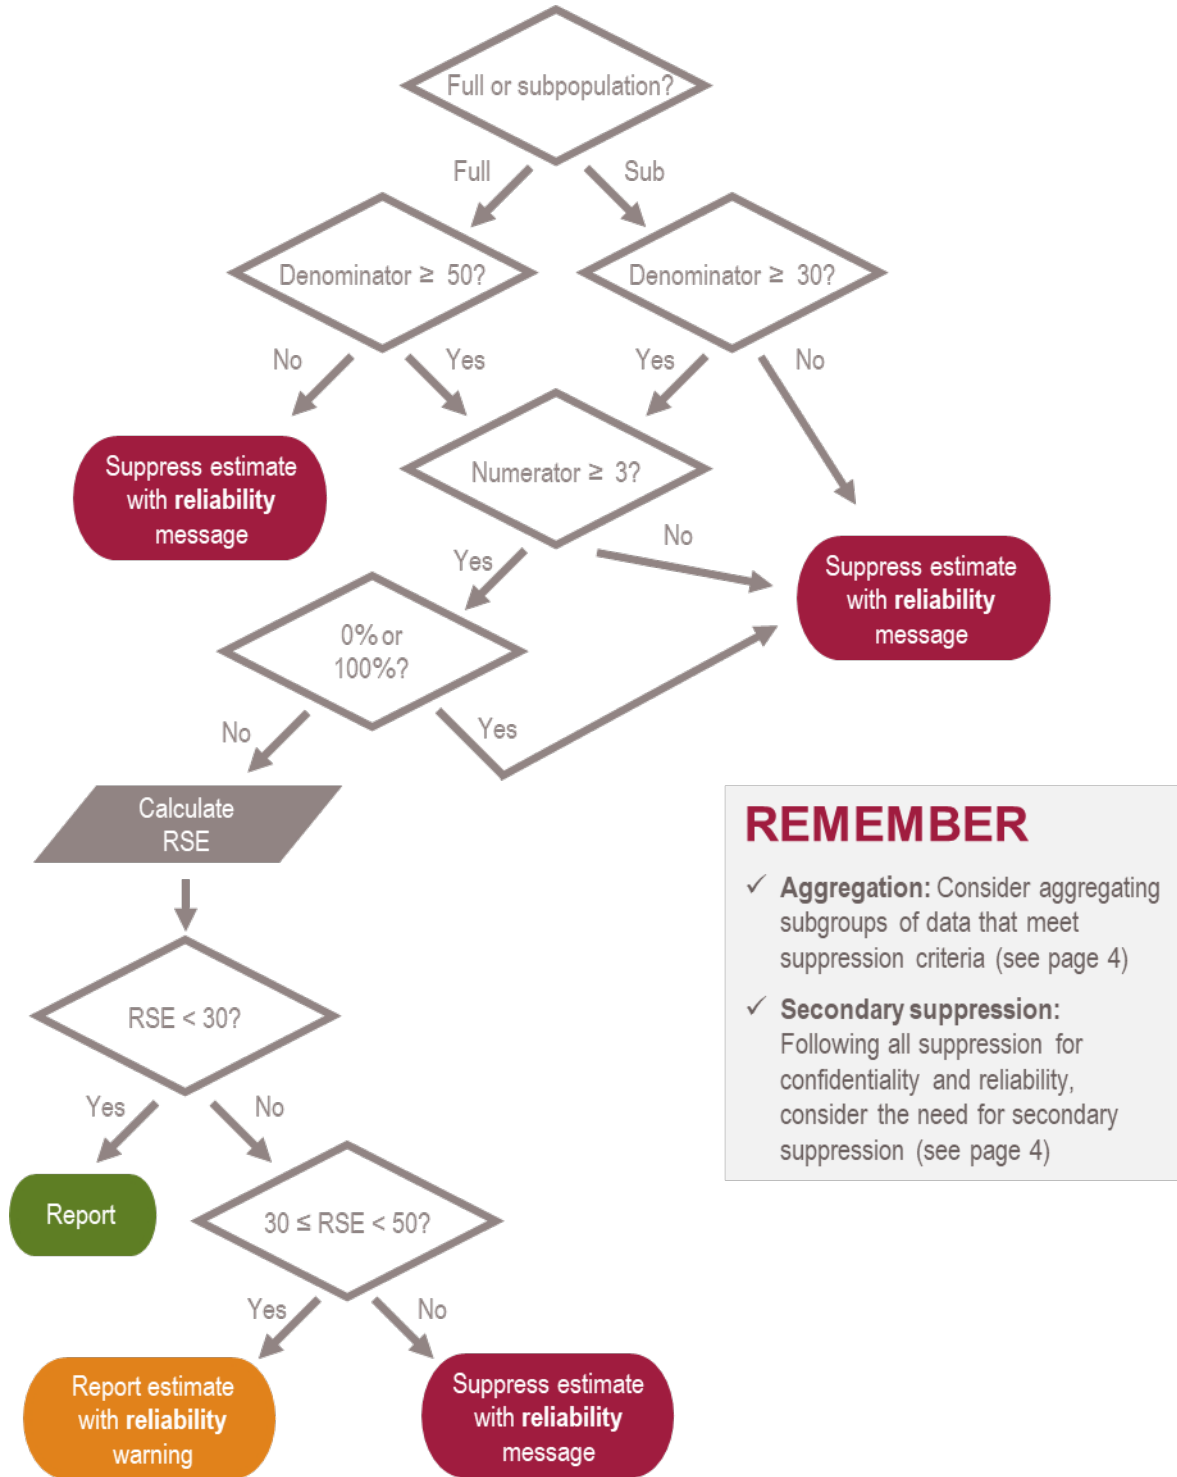 Full or subpopulation?
Full
Sub
Denominator ≥ 50?
Denominator ≥ 30?
No
Yes
Yes
No
Suppress estimate
with reliability
message
Numerator ≥ 3?
Yes
No
Suppress estimate
with reliability
message
0% or
100%?
No
Yes
Calculate
RSE
REMEMBER
✓ Aggregation: Consider aggregating
subgroups of data that meet
suppression criteria (see page 4)
✓ Secondary suppression:
Following all suppression for
confidentiality and reliability,
consider the need for secondary
suppression (see page 4)
RSE < 30?
Yes
No
Report
30 ≤ RSE < 50?
Yes
No
Report estimate
with reliability
warning
Suppress estimate
with reliability
message